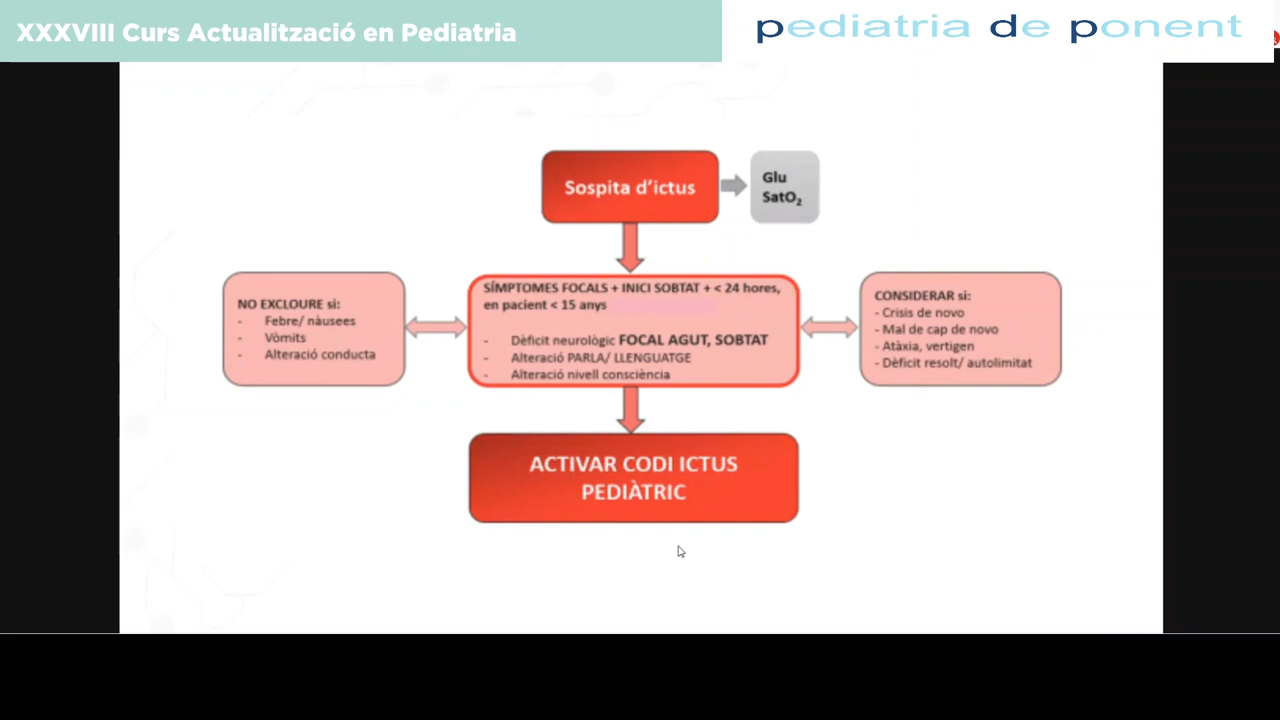 XXXVIII Curs Actualització en Pediatria
pediatria de ponent
Sospita d'ictus
Glu
SatO₂
NO EXCLOURE si:
- Febre/ nàusees
- Vòmits
- Alteració conducta
SÍMPTOMES FOCALS + INICI SOBTAT + < 24 hores,
en pacient < 15 anys
- Dèficit neurològic FOCAL AGUT, SOBTAT
- Alteració PARLA/ LLENGUATGE
- Alteració nivell consciència
CONSIDERAR si:
- Crisis de novo
- Mal de cap de novo
- Atàxia, vertigen
- Dèficit resolt/ autolimitat
ACTIVAR CODI ICTUS
PEDIÀTRIC